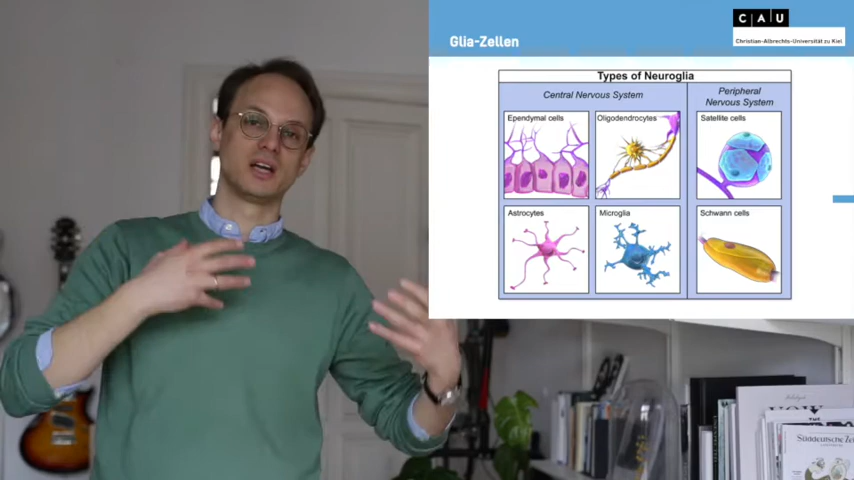 Glia-Zellen
C A U
Christian-Albrechts-Universität zu Kiel
Types of Neuroglia
Central Nervous System
Peripheral
Nervous System
Ependymal cells
Oligodendrocytes
Satellite cells
Astrocytes
Microglia
Schwann cells
Süddeutsche Ze